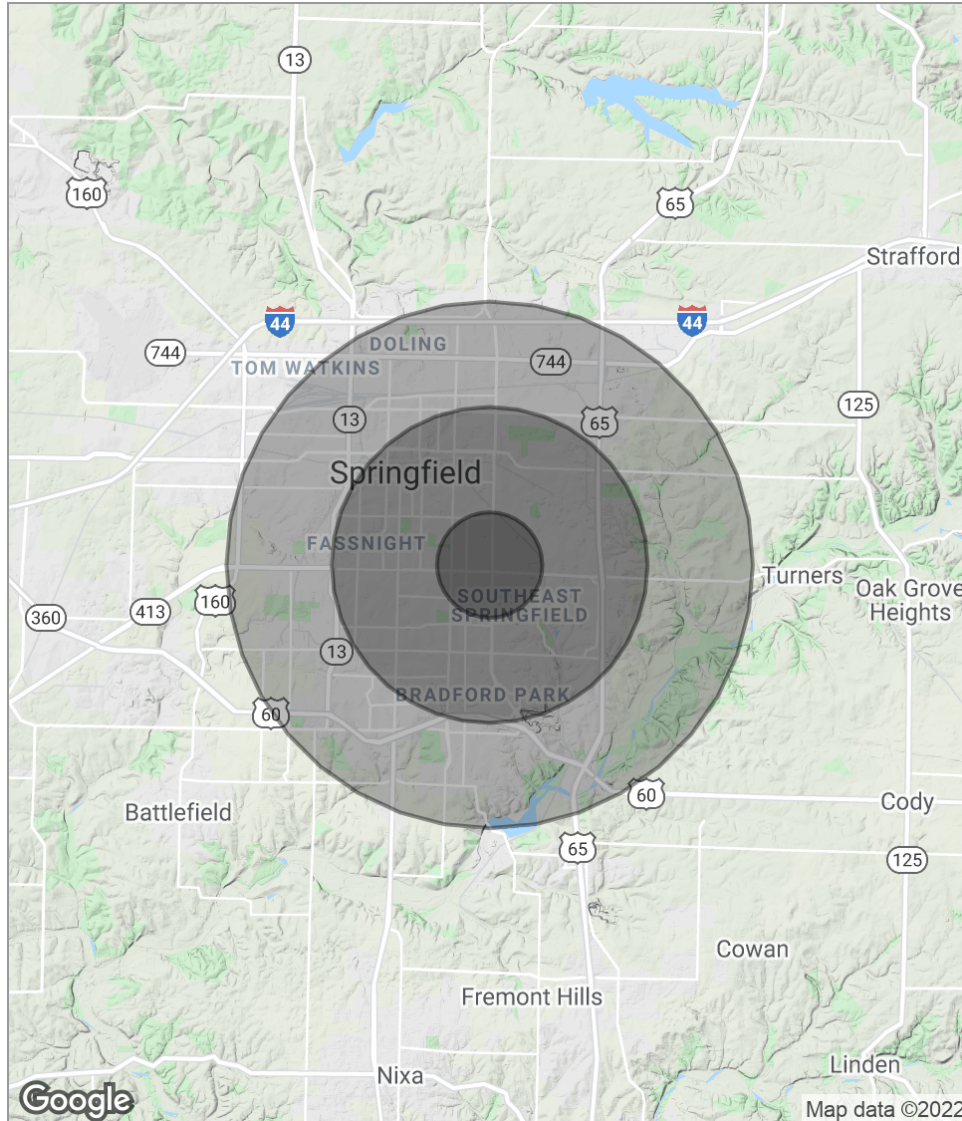 13
160
65
Strafford
44
44
DOLING
744
744
TOM WATKINS
125
13
65
Springfield
FASSNIGHT
Turners
SOUTHEAST
SPRINGFIELD
Oak Grove
Heights
160
413
360
13
BRADFORD PARK
60
60
Battlefield
Cody
65
125
Cowan
Fremont Hills
Linden
Nixa
Google
Map data ©2022